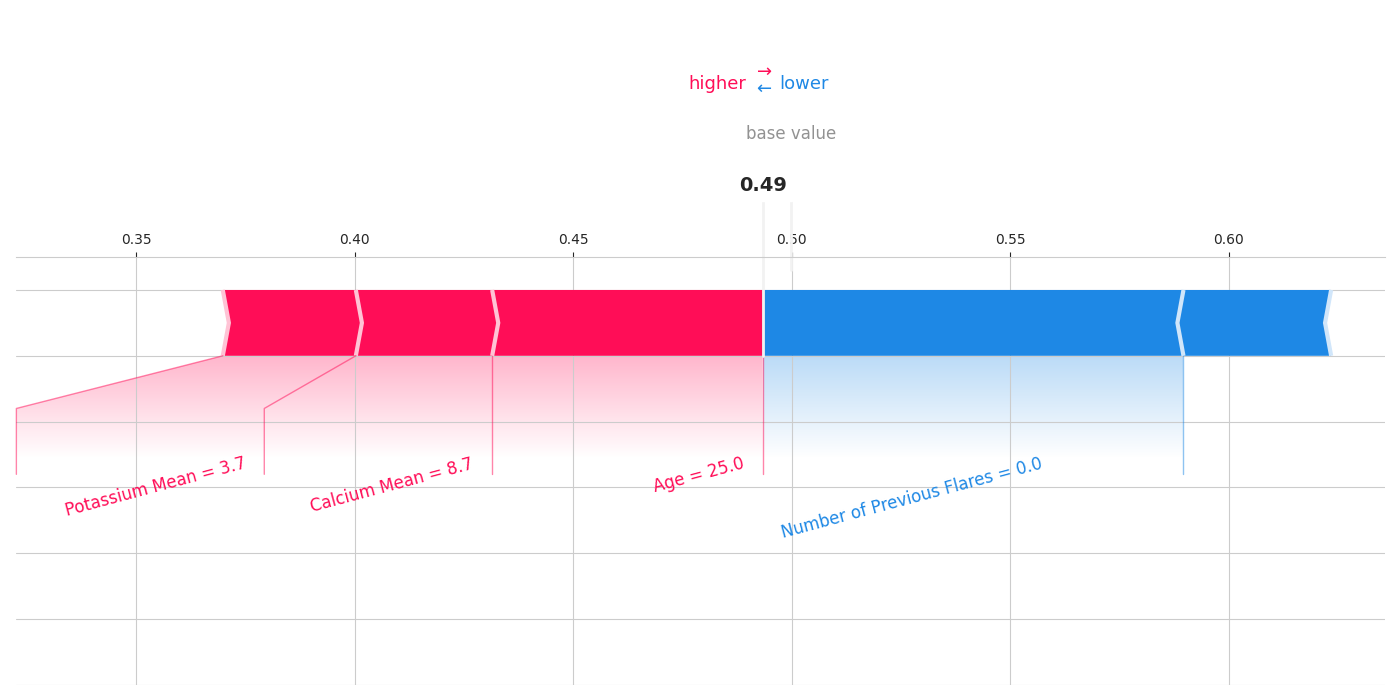 higher → ← lower
base value
0.49
0.35 0.40 0.45 0.50 0.55 0.60
Potassium Mean = 3.7
Calcium Mean = 8.7
Age = 25.0
Number of Previous Flares = 0.0